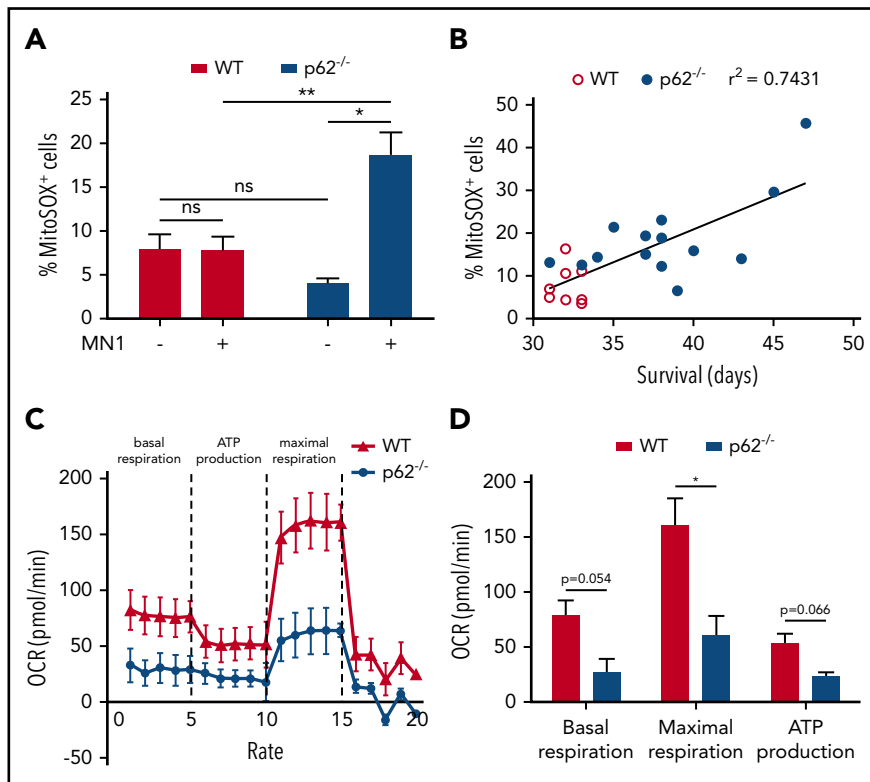 A
WT p62-/-
**
*
ns
ns
% MitoSOX+ cells
25
20
15
10
5
0
MN1 - + - +
B
WT p62-/- r2 = 0.7431
% MitoSOX+ cells
50
40
30
20
10
0
30 35 40 45 50
Survival (days)
C
basal respiration
ATP production
maximal respiration
WT
p62-/-
OCR (pmol/min)
200
150
100
50
0
-50
0 5 10 15 20
Rate
D
WT p62-/-
OCR (pmol/min)
200
150
100
50
0
p=0.054
*
p=0.066
Basal respiration
Maximal respiration
ATP production